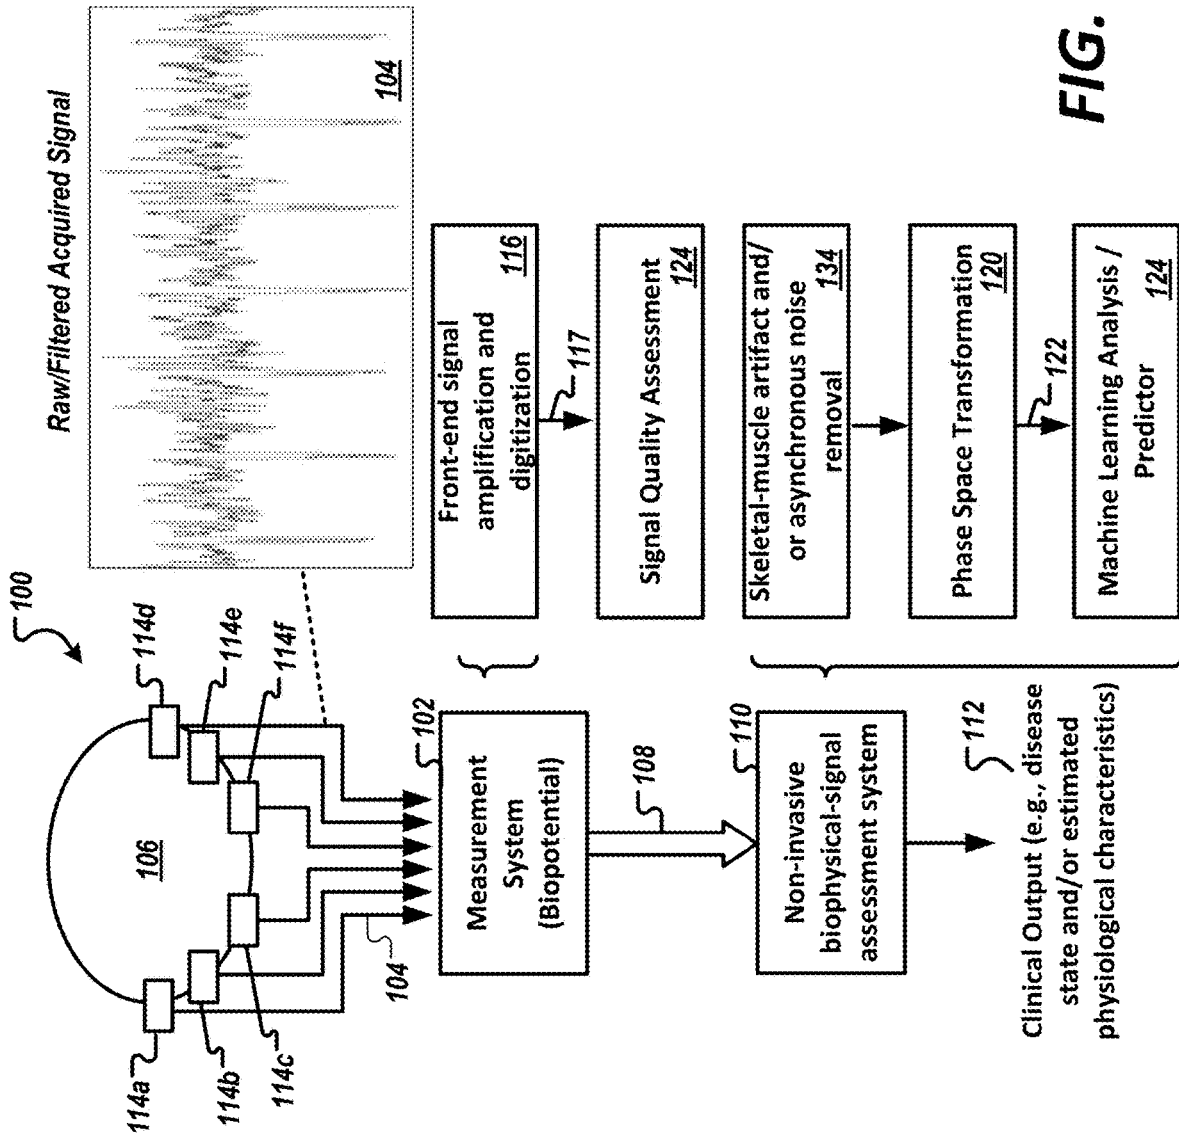 100
Raw/Filtered Acquired Signal
104
114a
114b
114c
114d
114e
114f
106
104
102
Measurement
System
(Biopotential)
108
110
Non-invasive
biophysical-signal
assessment system
112
Clinical Output (e.g., disease
state and/or estimated
physiological characteristics)
Front-end signal
amplification and
digitization
116
117
Signal Quality Assessment
124
Skeletal-muscle artifact and/
or asynchronous noise
removal
134
Phase Space Transformation
120
122
Machine Learning Analysis /
Predictor
124
FIG.